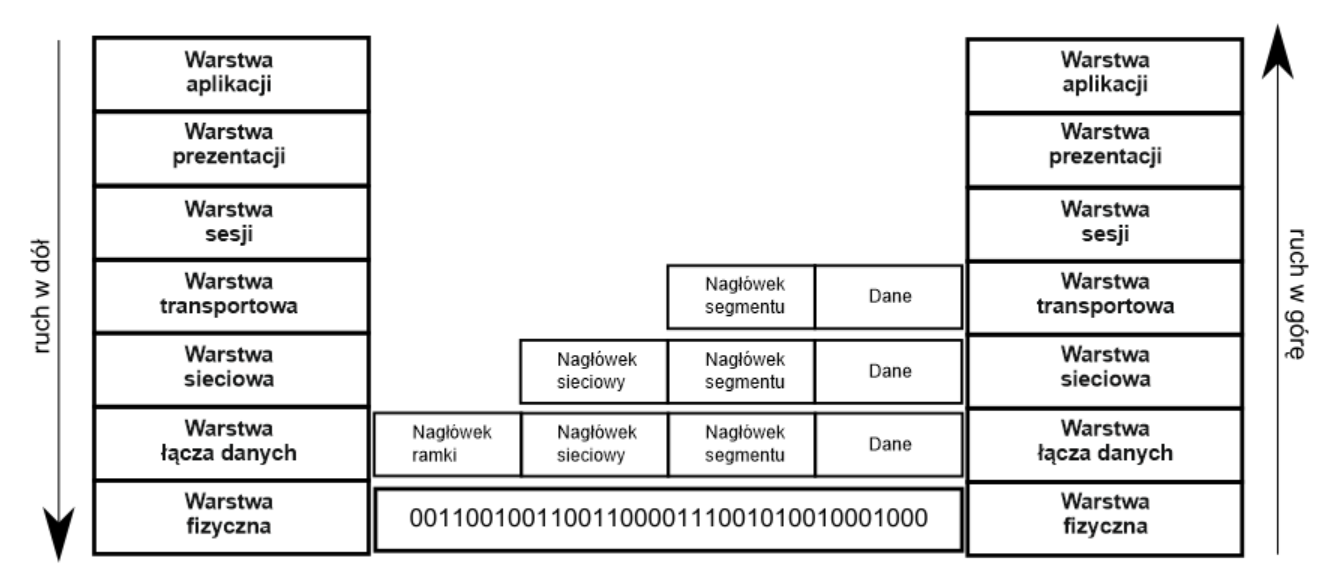 ruch w dół
Warstwa
aplikacji
Warstwa
prezentacji
Warstwa
sesji
Warstwa
transportowa
Warstwa
sieciowa
Warstwa
łącza danych
Warstwa
fizyczna
Nagłówek
segmentu
Dane
Nagłówek
sieciowy
Nagłówek
segmentu
Dane
Nagłówek
ramki
Nagłówek
sieciowy
Nagłówek
segmentu
Dane
0011001001100110000111001010010001000
Warstwa
aplikacji
Warstwa
prezentacji
Warstwa
sesji
Warstwa
transportowa
Warstwa
sieciowa
Warstwa
łącza danych
Warstwa
fizyczna
ruch w górę